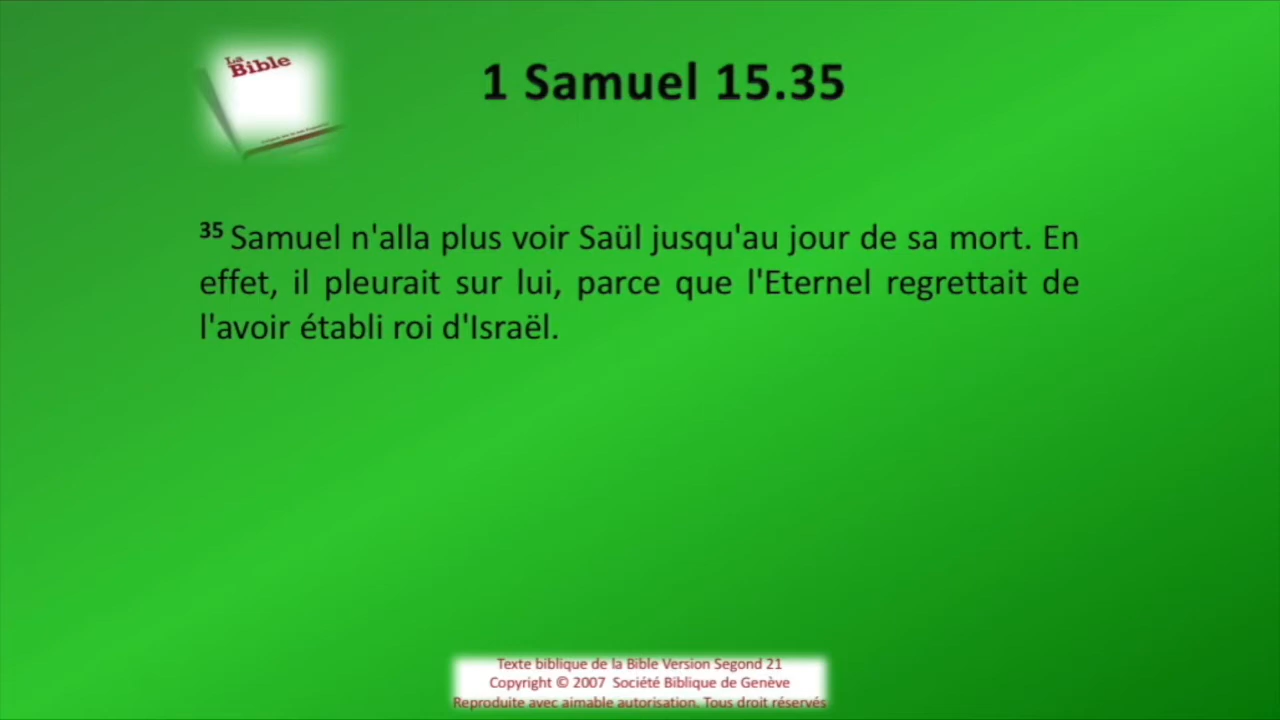 La
Bible
1 Samuel 15.35
35 Samuel n'alla plus voir Saül jusqu'au jour de sa mort. En
effet, il pleurait sur lui, parce que l'Eternel regrettait de
l'avoir établi roi d'Israël.
Texte biblique de la Bible Version Segond 21
Copyright © 2007 Société Biblique de Genève
Reproduite avec aimable autorisation. Tous droit réservés